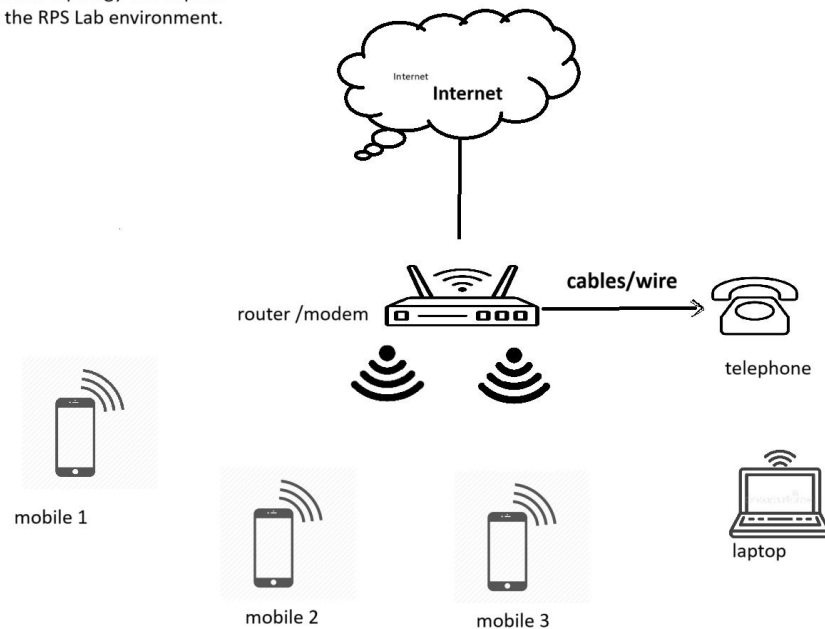 the RPS Lab environment.
Internet
Internet
cables/wire
router /modem
telephone
mobile 1
laptop
mobile 2
mobile 3